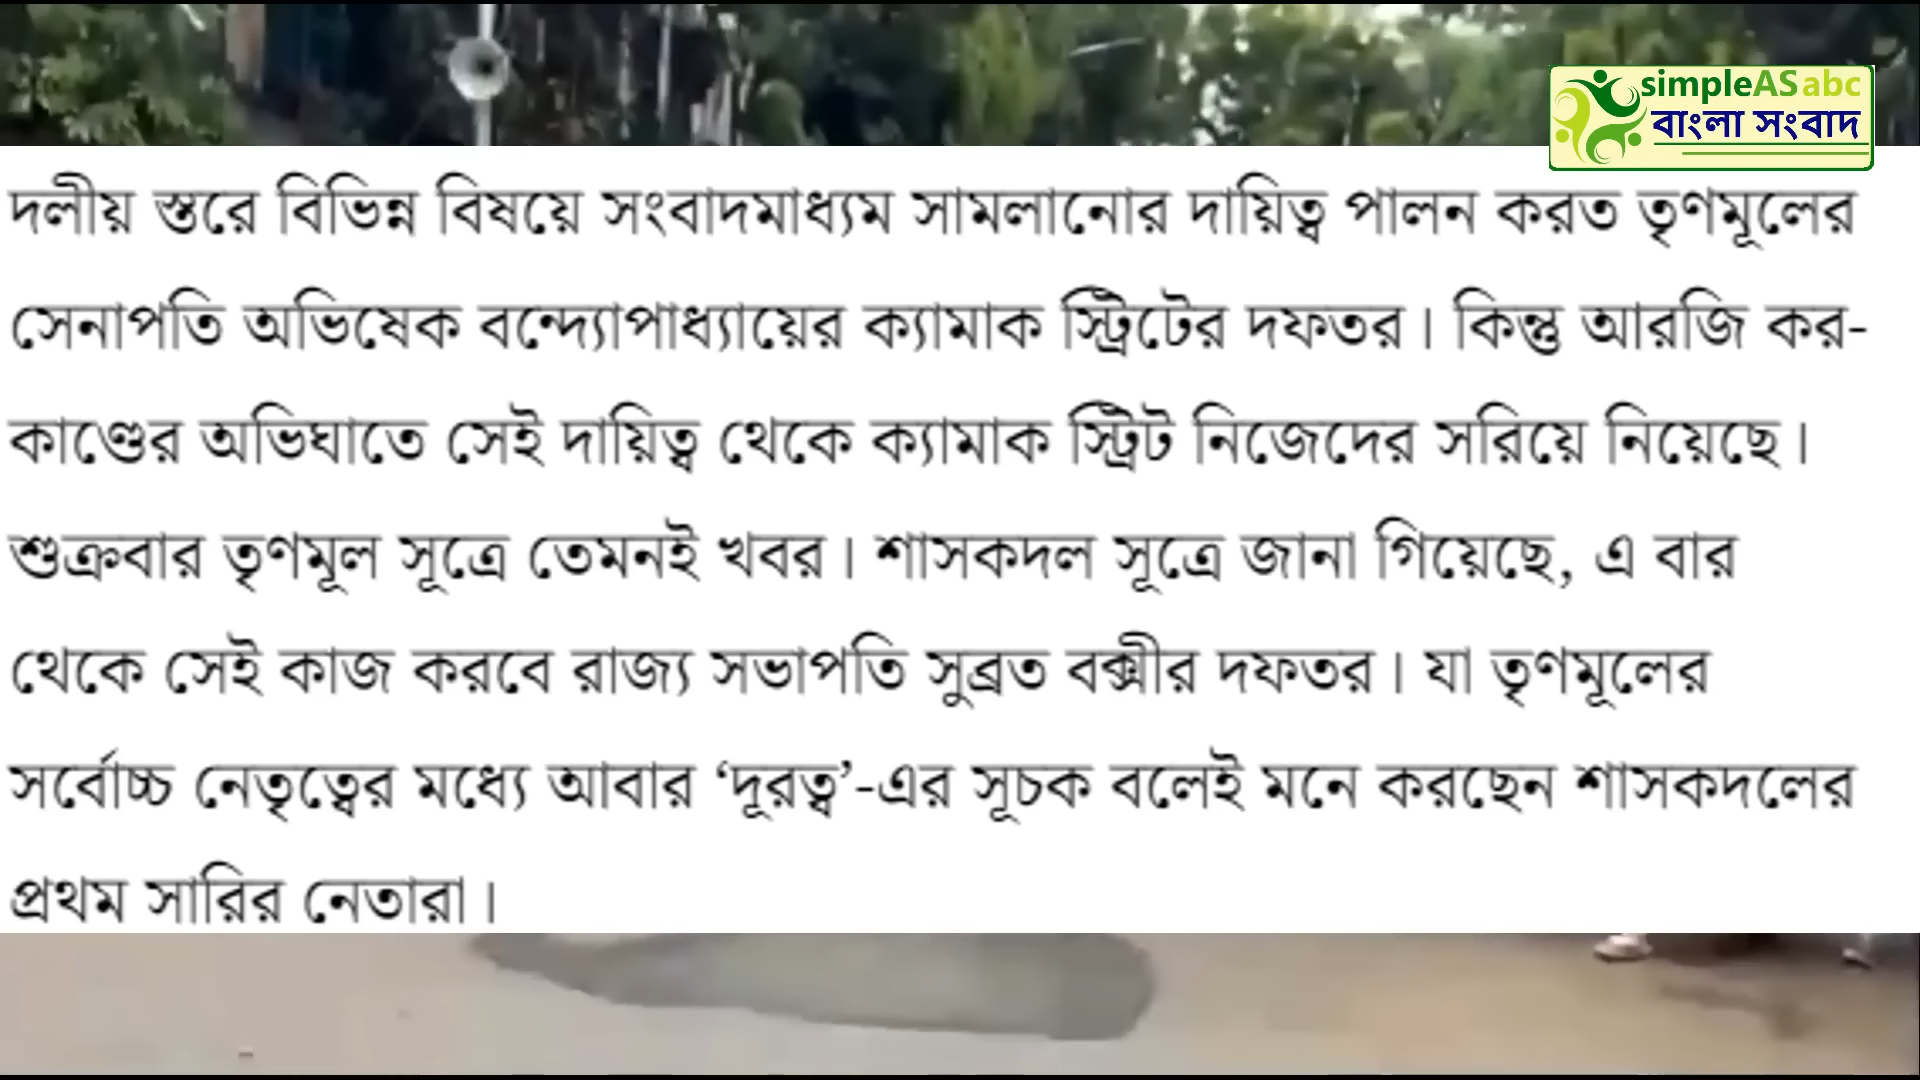 simpleASabc
বাংলা সংবাদ
দলীয় স্তরে বিভিন্ন বিষয়ে সংবাদমাধ্যম সামলানোর দায়িত্ব পালন করত তৃণমূলের
সেনাপতি অভিষেক বন্দ্যোপাধ্যায়ের ক্যামাক স্ট্রিটের দফতর। কিন্তু আরজি কর-
কাণ্ডের অভিঘাতে সেই দায়িত্ব থেকে ক্যামাক স্ট্রিট নিজেদের সরিয়ে নিয়েছে।
শুক্রবার তৃণমূল সূত্রে তেমনই খবর। শাসকদল সূত্রে জানা গিয়েছে, এ বার
থেকে সেই কাজ করবে রাজ্য সভাপতি সুব্রত বক্সীর দফতর। যা তৃণমূলের
সর্বোচ্চ নেতৃত্বের মধ্যে আবার ‘দূরত্ব’-এর সূচক বলেই মনে করছেন শাসকদলের
প্রথম সারির নেতারা।